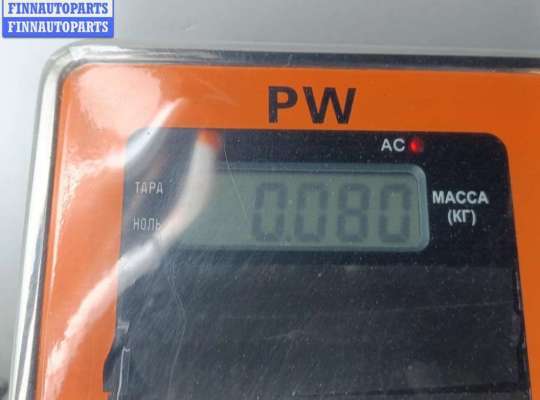 FINNAUTOPARTS
FINNAUTOPARTS
PW
AC
ТАРА
0.080
МАССА
НОЛЬ
(КГ)